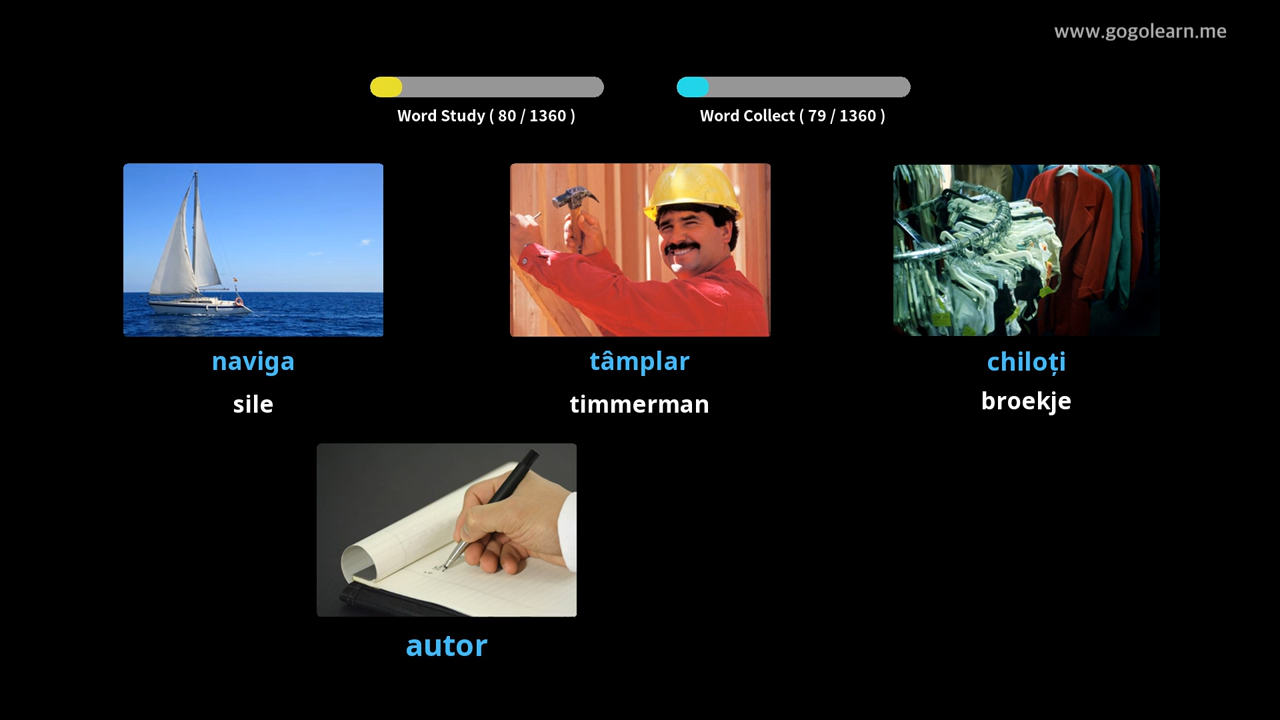 www.gogolearn.me
Word Study ( 80 / 1360 )
Word Collect ( 79 / 1360 )
naviga
sile
tâmplar
timmerman
chiloți
broekje
autor